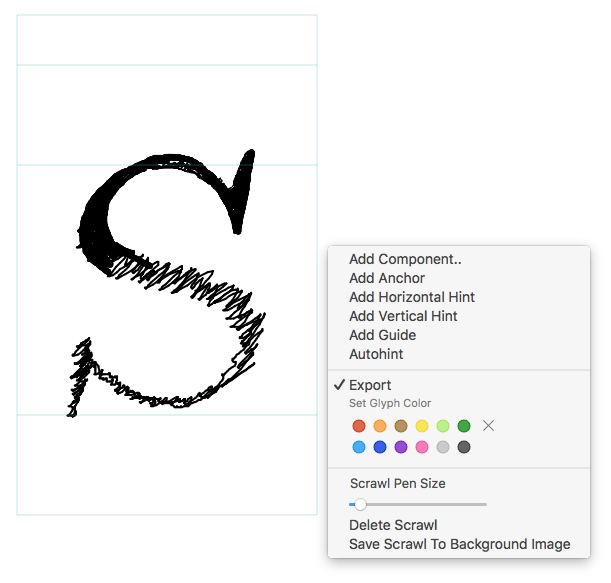 S
Add Component..
Add Anchor
Add Horizontal Hint
Add Vertical Hint
Add Guide
Autohint
Export
Set Glyph Color
Scrawl Pen Size
Delete Scrawl
Save Scrawl To Background Image